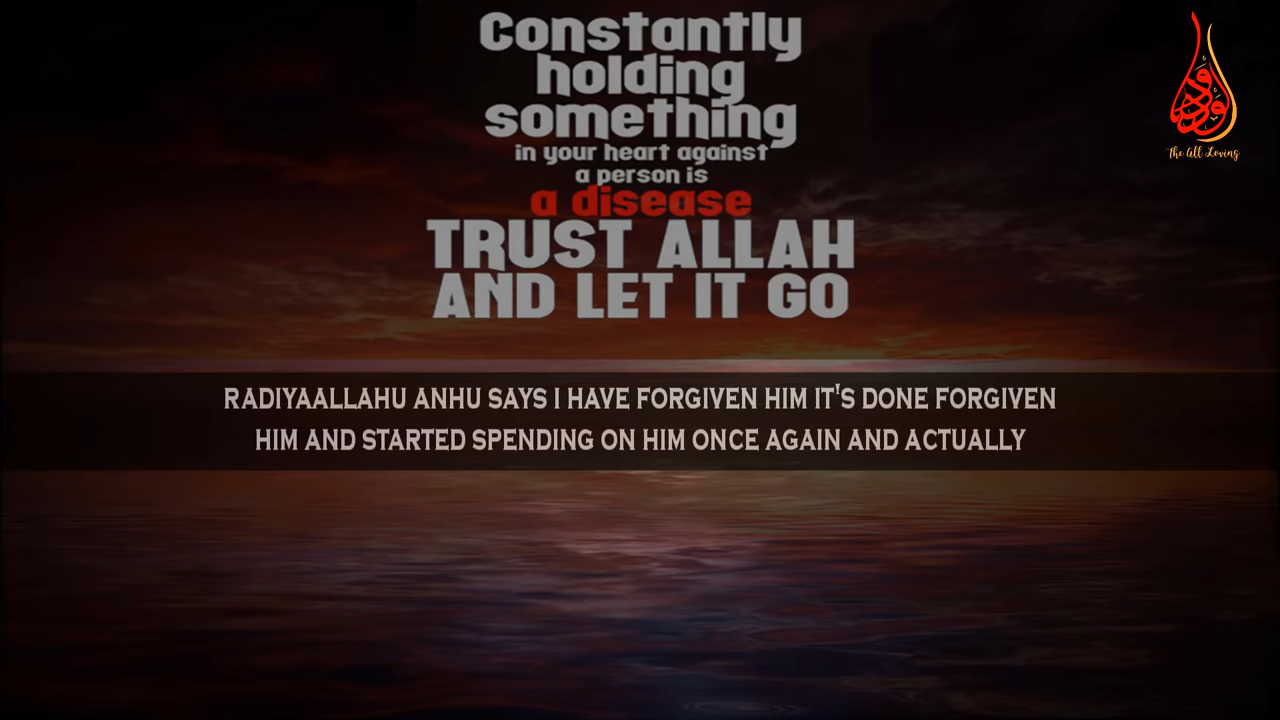 Constantly
holding
something
in your heart against
a person is
a disease
TRUST ALLAH
AND LET IT GO
The All Loving
RADIYAALLAHU ANHU SAYS I HAVE FORGIVEN HIM IT'S DONE FORGIVEN
HIM AND STARTED SPENDING ON HIM ONCE AGAIN AND ACTUALLY